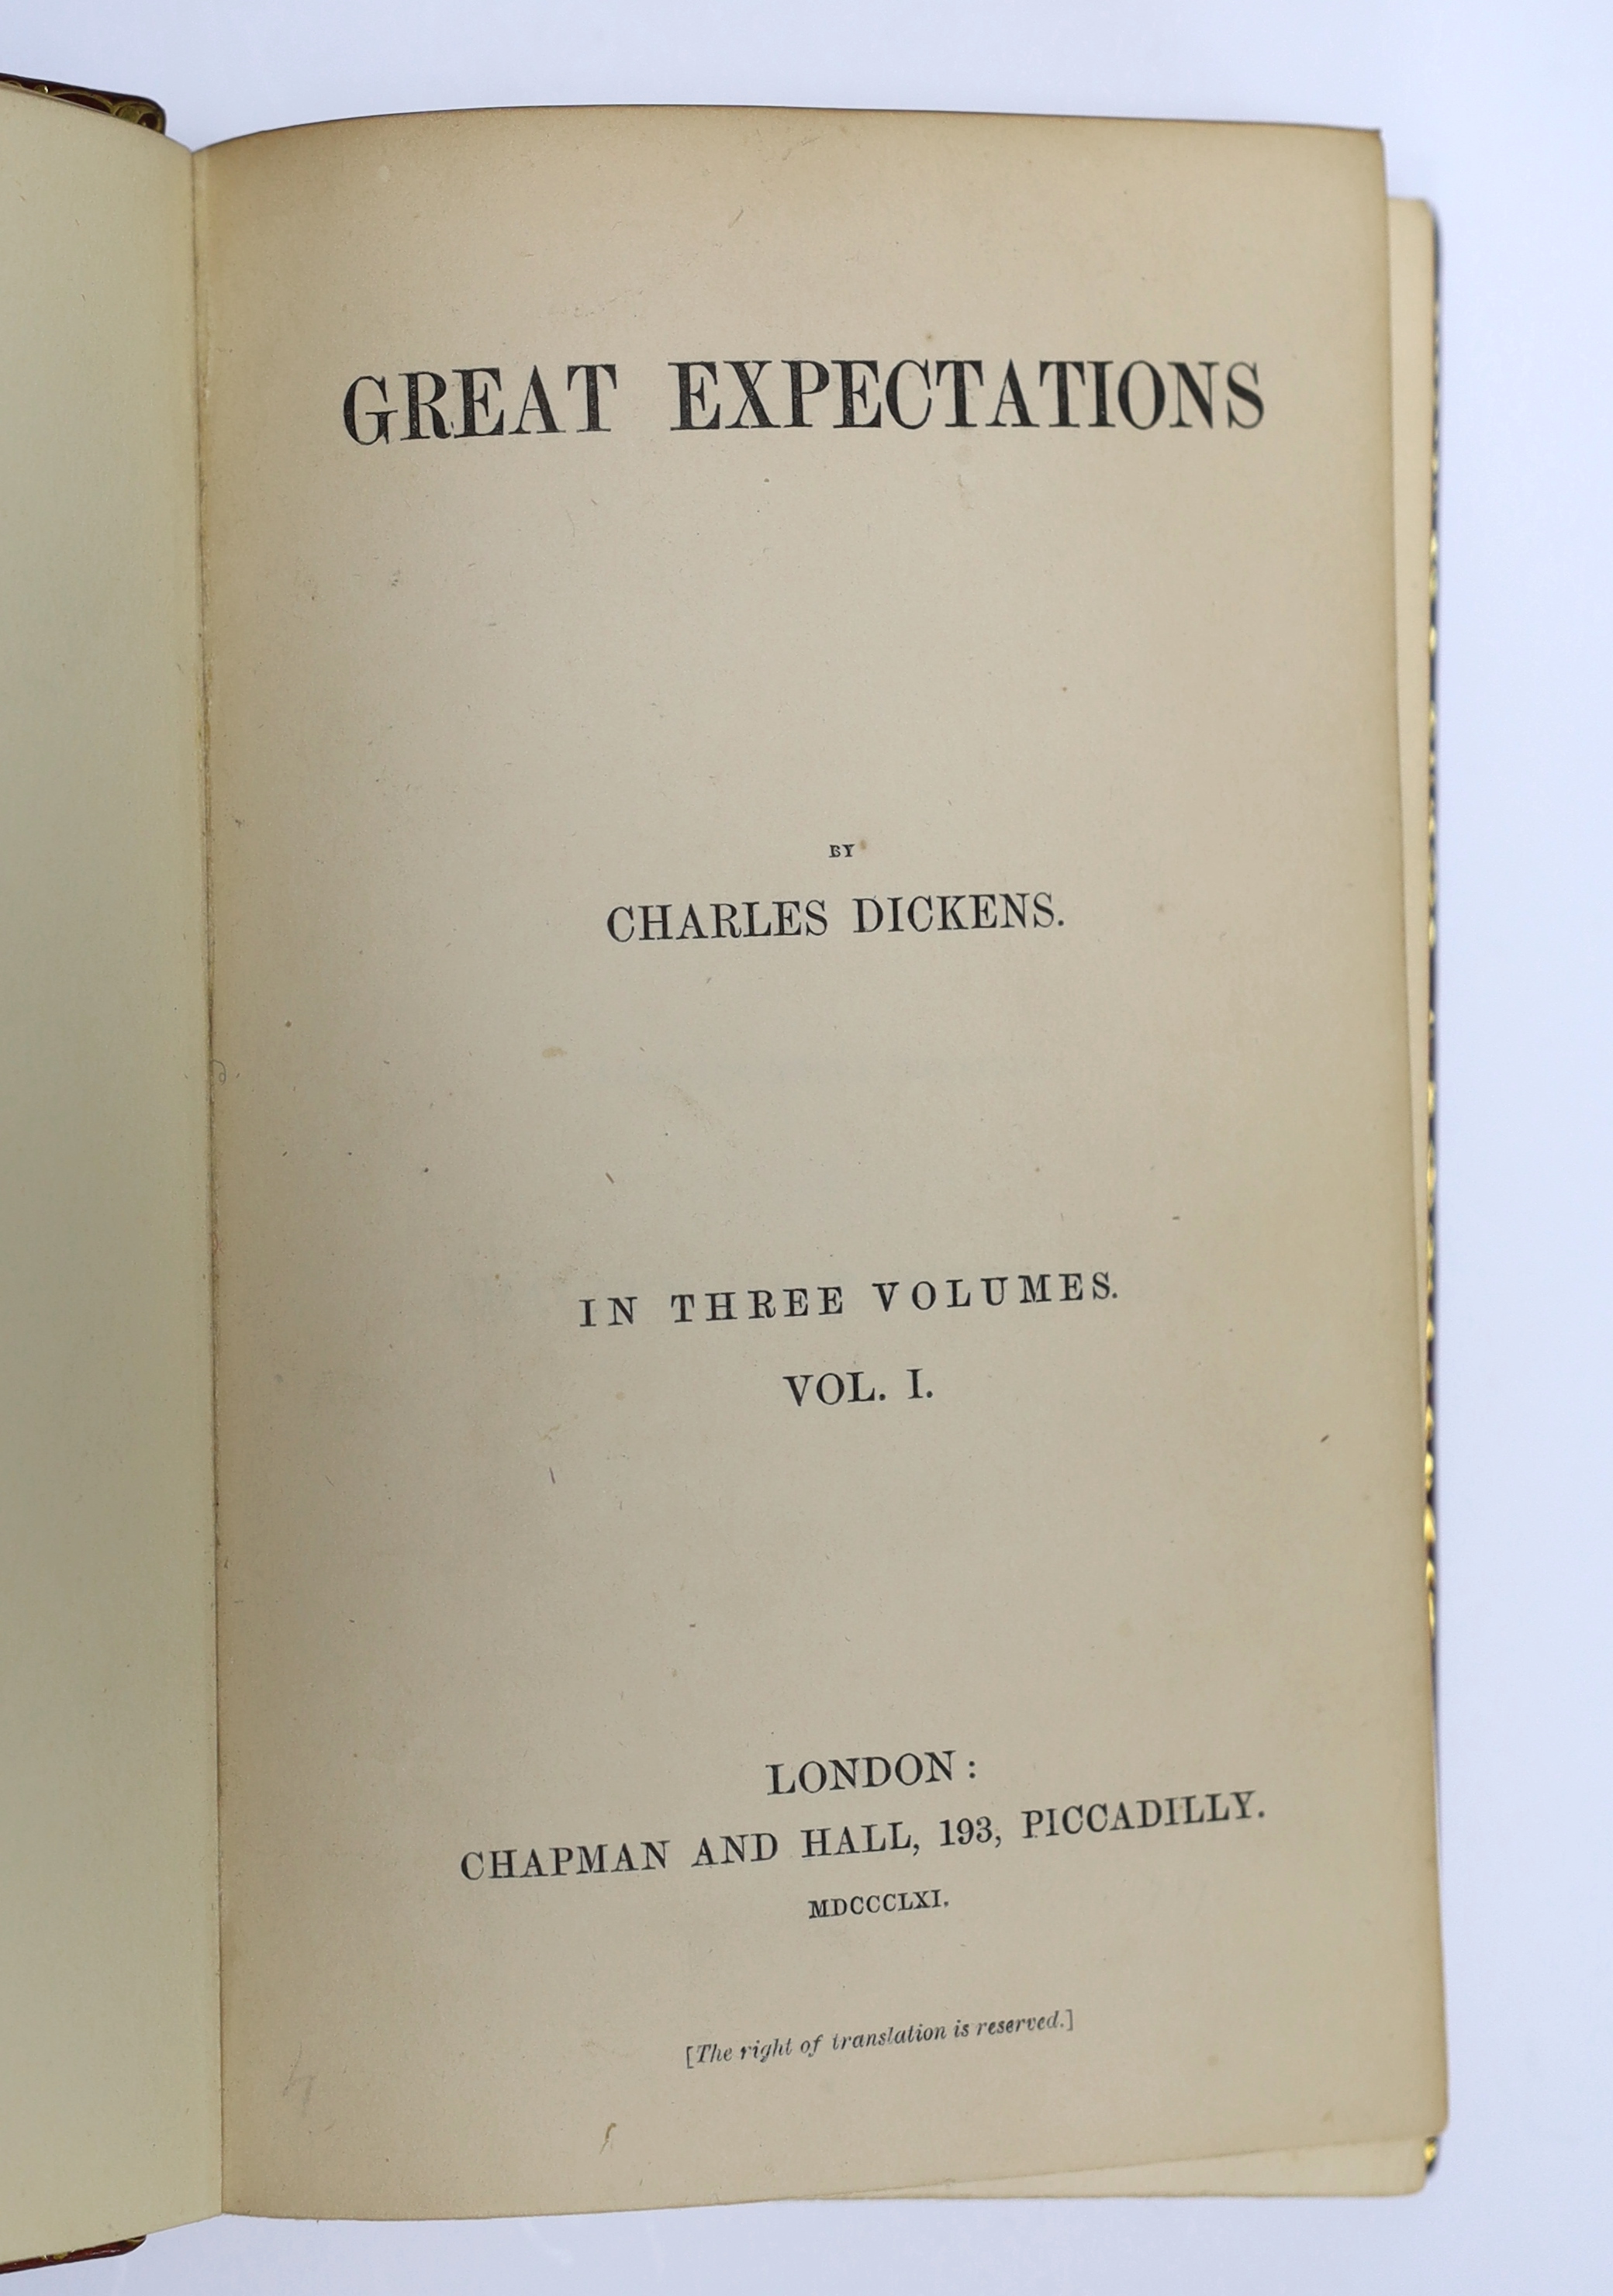 GREAT EXPECTATIONS
BY
CHARLES DICKENS.
IN THREE VOLUMES.
VOL. I.
LONDON:
CHAPMAN AND HALL, 193, PICCADILLY.
MDCCCLXI.
[The right of translation is reserved.]